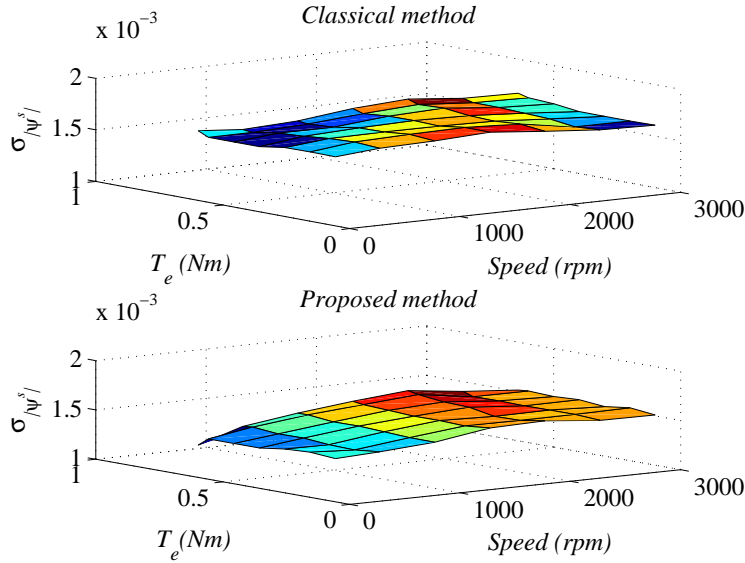 Classical method
x 10⁻³
2
1.5
1
σ/ψˢ/
1
0.5
0
T_e (Nm)
0
1000
2000
3000
Speed (rpm)
Proposed method
x 10⁻³
2
1.5
1
σ/ψˢ/
1
0.5
0
T_e (Nm)
0
1000
2000
3000
Speed (rpm)